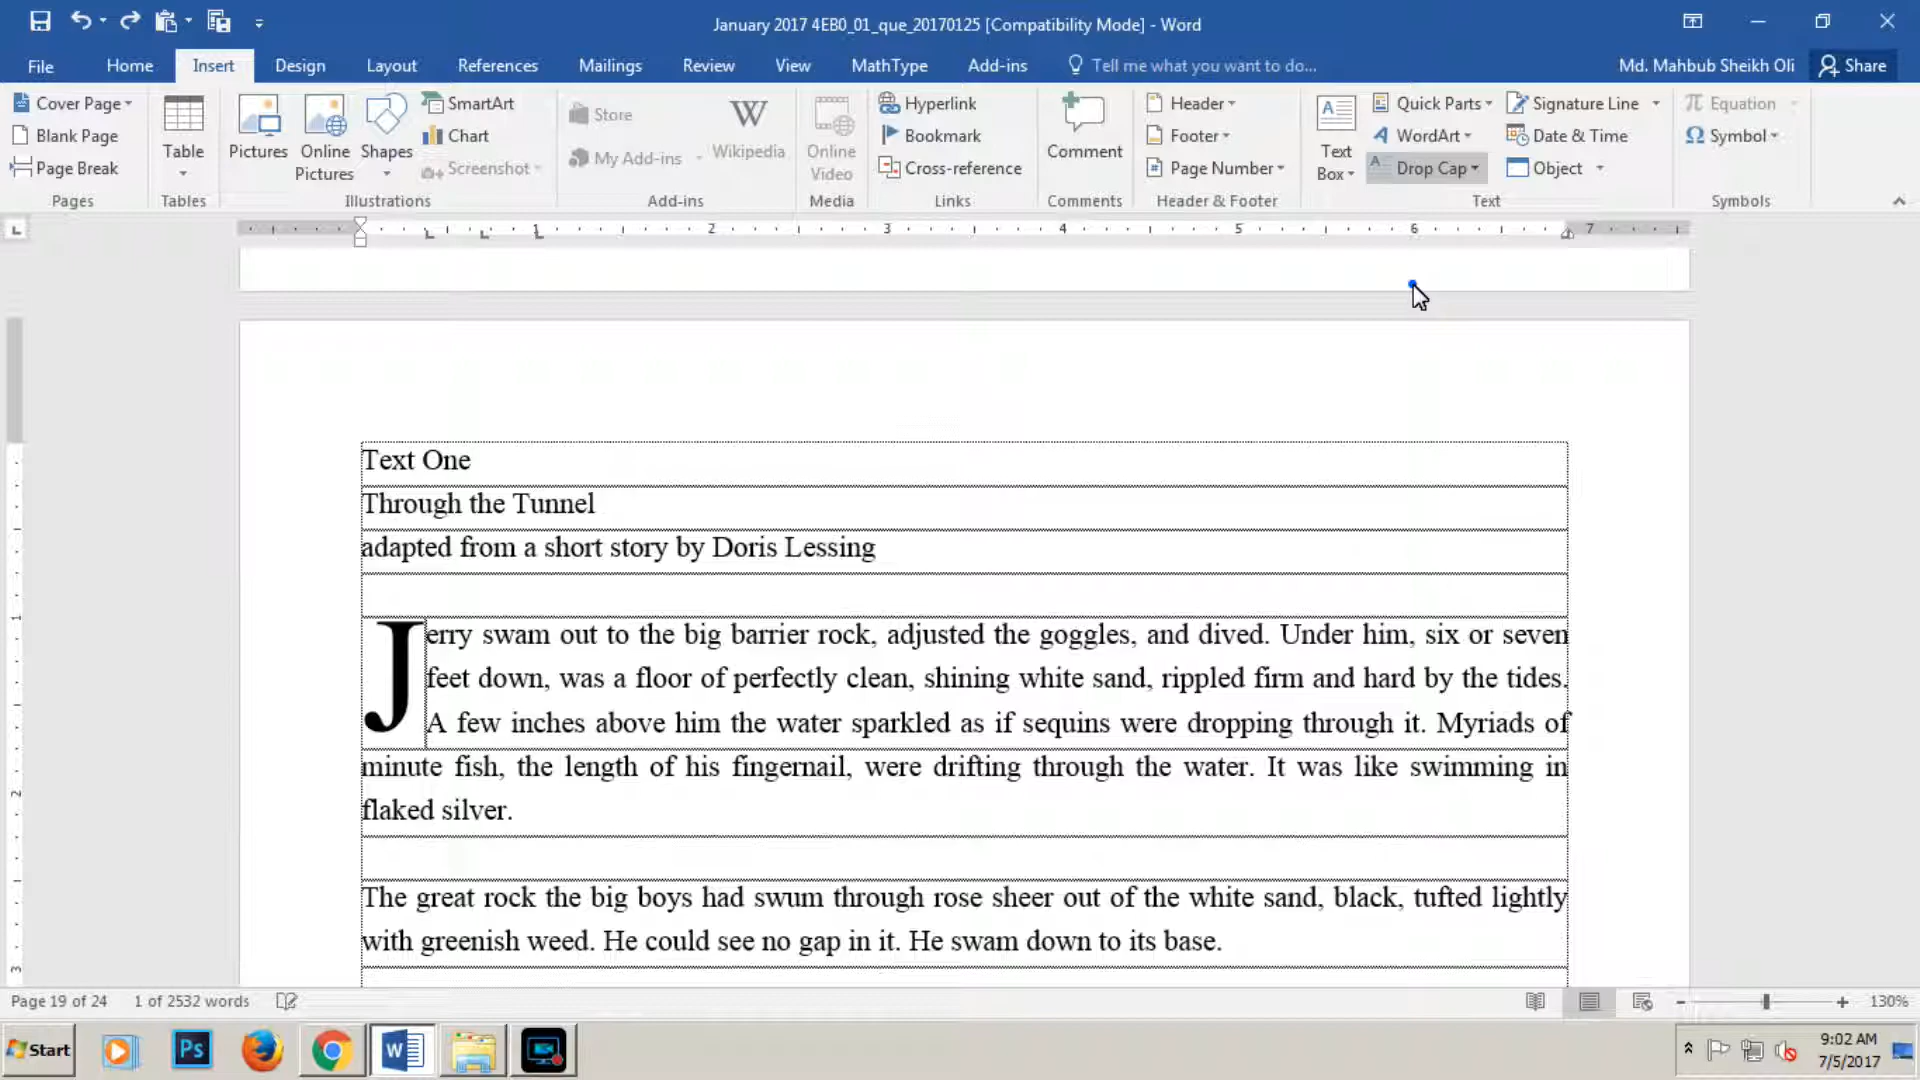 January 2017 4EB0_01_que_20170125 [Compatibility Mode] - Word
File Home Insert Design Layout References Mailings Review View MathType Add-ins Tell me what you want to do... Md. Mahbub Sheikh Oli Share
Cover Page
Blank Page
Page Break
Pages
Table
Tables
Pictures
Online Pictures
Shapes
SmartArt
Chart
Screenshot
Illustrations
Store
My Add-ins
W
Wikipedia
Add-ins
Online Video
Media
Hyperlink
Bookmark
Cross-reference
Links
Comment
Comments
Header
Footer
Page Number
Header & Footer
Text Box
Quick Parts
WordArt
Drop Cap
Signature Line
Date & Time
Object
Text
Equation
Symbol
Symbols
1 2 3 4 5 6 7
Text One
Through the Tunnel
adapted from a short story by Doris Lessing
Jerry swam out to the big barrier rock, adjusted the goggles, and dived. Under him, six or seven
feet down, was a floor of perfectly clean, shining white sand, rippled firm and hard by the tides.
A few inches above him the water sparkled as if sequins were dropping through it. Myriads of
minute fish, the length of his fingernail, were drifting through the water. It was like swimming in
flaked silver.
The great rock the big boys had swum through rose sheer out of the white sand, black, tufted lightly
with greenish weed. He could see no gap in it. He swam down to its base.
1
2
3
Page 19 of 24 1 of 2532 words 130%
Start Ps W 9:02 AM
7/5/2017